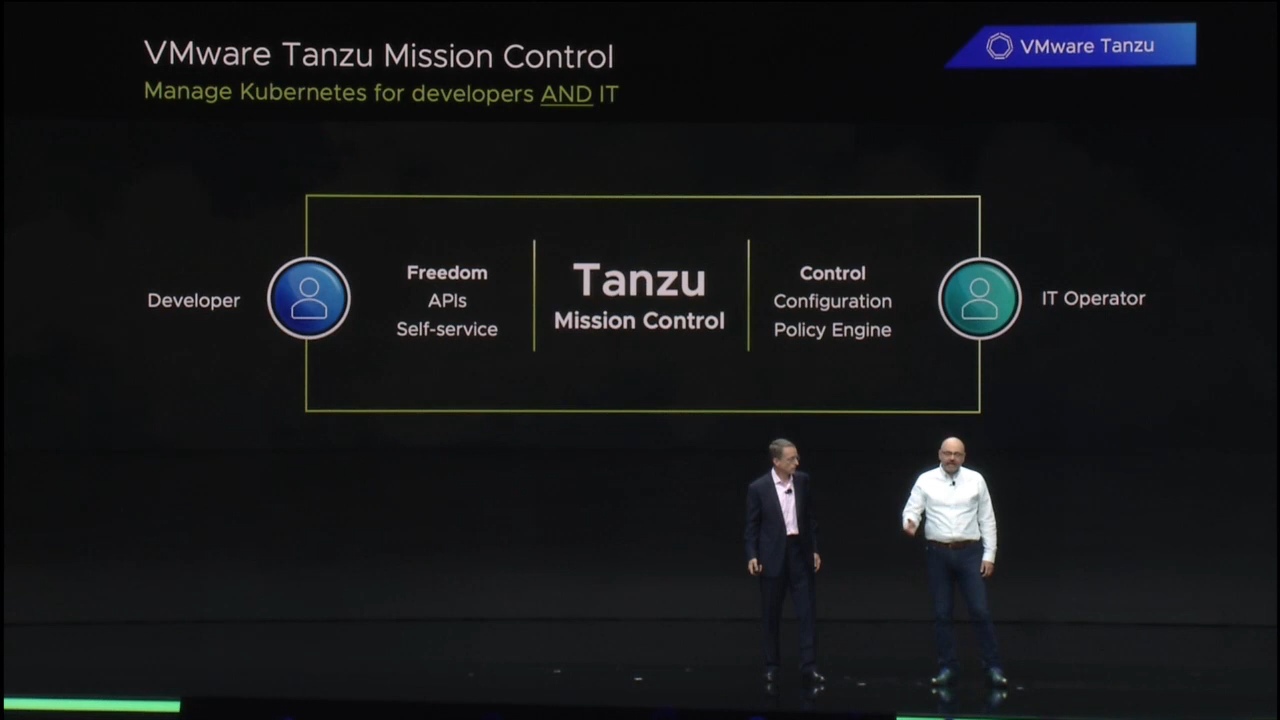 VMware Tanzu Mission Control
Manage Kubernetes for developers AND IT
VMware Tanzu
Developer
Freedom
APIs
Self-service
Tanzu
Mission Control
Control
Configuration
Policy Engine
IT Operator